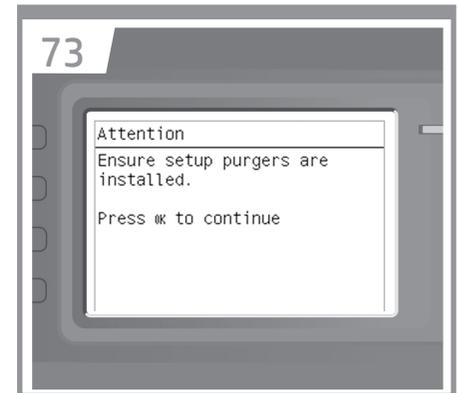 73
Attention
Ensure setup purgers are
installed.
Press OK to continue